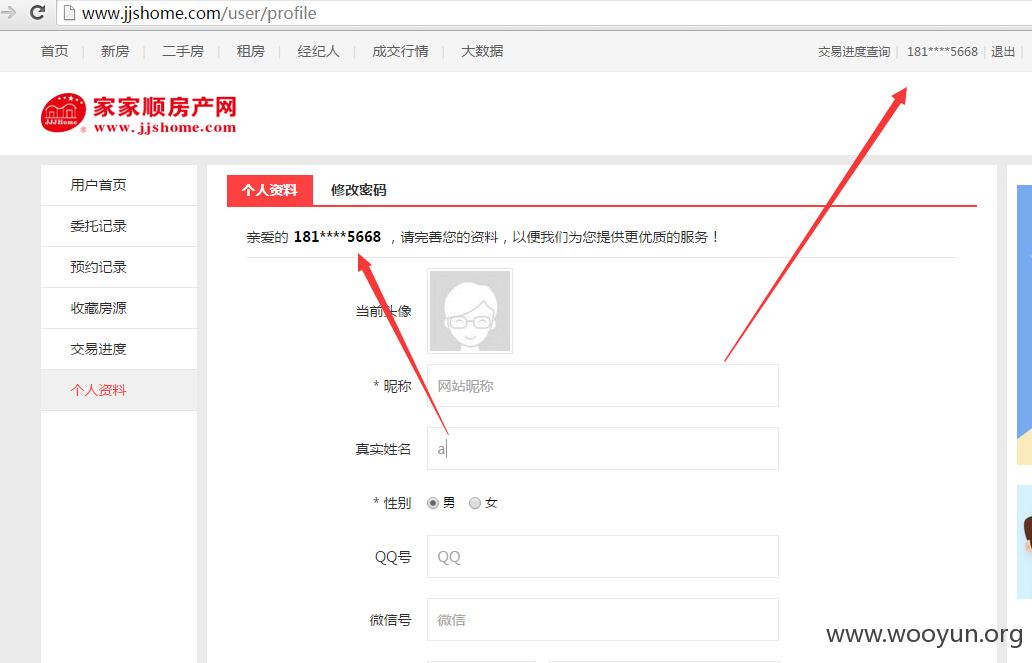 www.jjshome.com/user/profile
首页 | 新房 | 二手房 | 租房 | 经纪人 | 成交行情 | 大数据
交易进度查询 | 181****5668 | 退出 |
家家顺房产网
JJJHome ® www.jjshome.com
用户首页
委托记录
预约记录
收藏房源
交易进度
个人资料
个人资料 修改密码
亲爱的 181****5668 ，请完善您的资料，以便我们为您提供更优质的服务！
当前头像
* 昵称 网站昵称
真实姓名 a
* 性别 男 女
QQ号 QQ
微信号 微信
www.wooyun.org